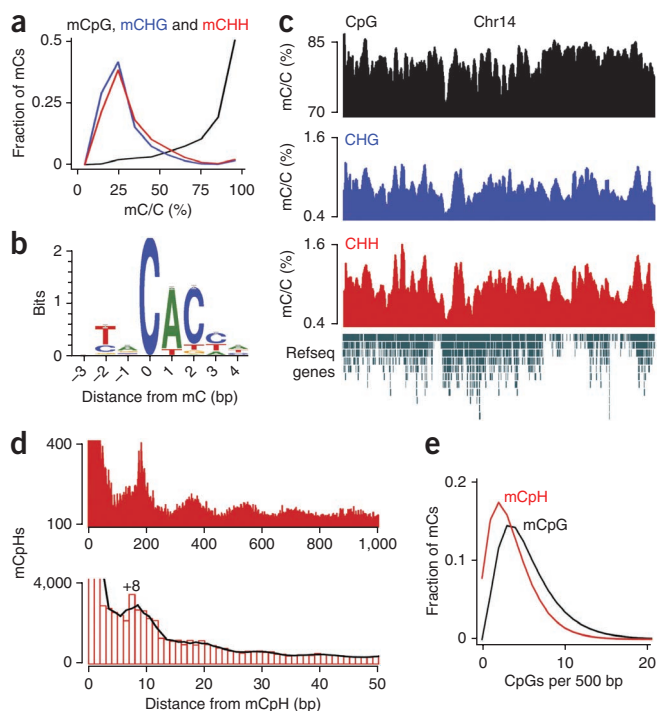 a
mCpG, mCHG and mCHH
Fraction of mCs
0.5
0.25
0
0 25 50 75 100
mC/C (%)
b
Bits
2
1
0
TCACACTCTCTA
–3 –2 –1 0 1 2 3 4
Distance from mC (bp)
c
CpG Chr14
mC/C (%)
85
70
CHG
mC/C (%)
1.6
0.4
CHH
mC/C (%)
1.6
0.4
Refseq
genes
d
mCpHs
400
100
0 200 400 600 800 1,000
4,000
0
+8
0 10 20 30 40 50
Distance from mCpH (bp)
e
Fraction of mCs
0.2
0.1
0
mCpH
mCpG
0 10 20
CpGs per 500 bp